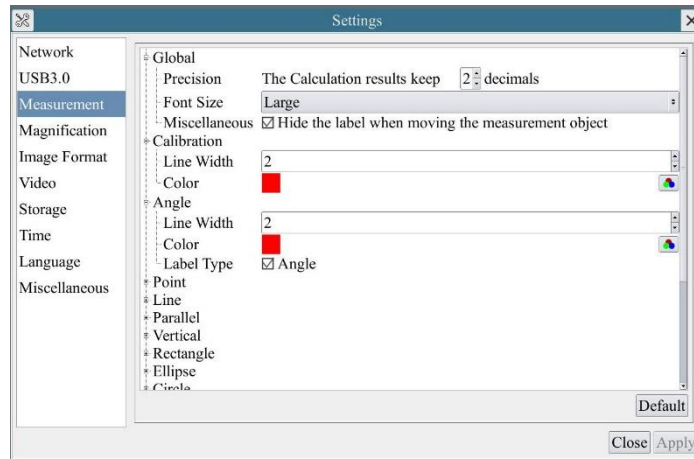 Settings
Network
USB3.0
Measurement
Magnification
Image Format
Video
Storage
Time
Language
Miscellaneous
Global
Precision The Calculation results keep 2 decimals
Font Size Large
Miscellaneous Hide the label when moving the measurement object
Calibration
Line Width 2
Color
Angle
Line Width 2
Color
Label Type Angle
Point
Line
Parallel
Vertical
Rectangle
Ellipse
Circle
Default
Close Apply